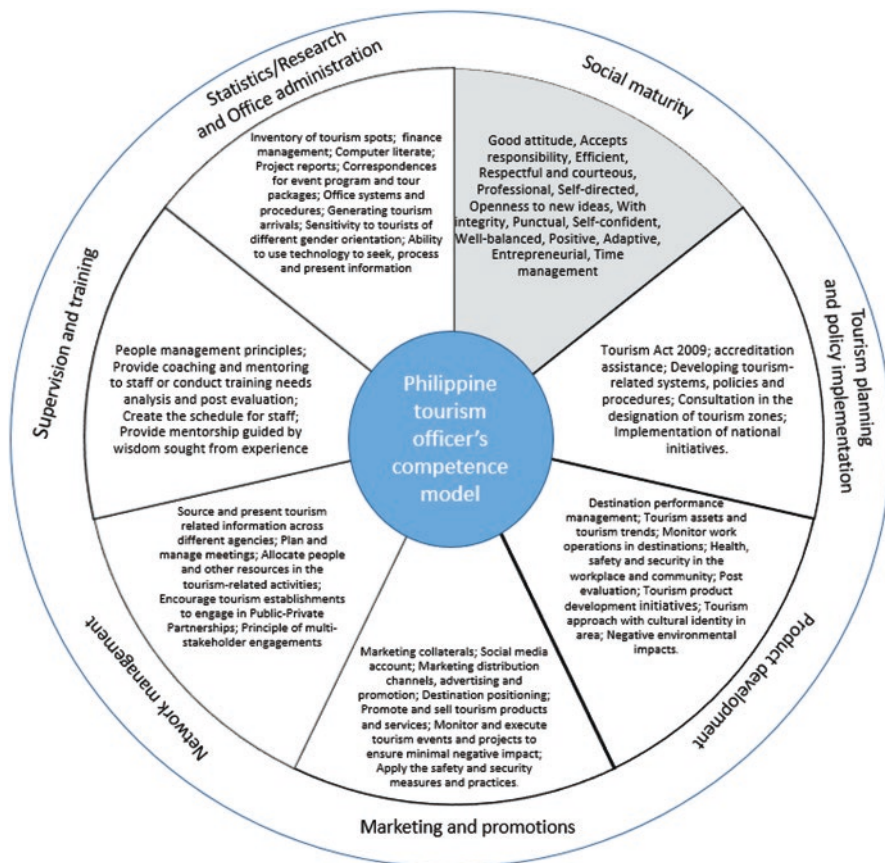 Statistics/Research
and Office administration
Inventory of tourism spots; finance
management; Computer literate;
Project reports; Correspondences
for event program and tour
packages; Office systems and
procedures; Generating tourism
arrivals; Sensitivity to tourists of
different gender orientation; Ability
to use technology to seek, process
and present information
Social maturity
Good attitude, Accepts
responsibility, Efficient,
Respectful and courteous,
Professional, Self-directed,
Openness to new ideas, With
integrity, Punctual, Self-confident,
Well-balanced, Positive, Adaptive,
Entrepreneurial, Time
management
Tourism planning
and policy implementation
Tourism Act 2009; accreditation
assistance; Developing tourism-
related systems, policies and
procedures; Consultation in the
designation of tourism zones;
Implementation of national
initiatives.
Product development
Destination performance
management; Tourism assets and
tourism trends; Monitor work
operations in destinations; Health,
safety and security in the
workplace and community; Post
evaluation; Tourism product
development initiatives; Tourism
approach with cultural identity in
area; Negative environmental
impacts.
Marketing and promotions
Marketing collaterals; Social media
account; Marketing distribution
channels, advertising and
promotion; Destination positioning;
Promote and sell tourism products
and services; Monitor and execute
tourism events and projects to
ensure minimal negative impact;
Apply the safety and security
measures and practices.
Network management
Source and present tourism
related information across
different agencies; Plan and
manage meetings; Allocate people
and other resources in the
tourism-related activities;
Encourage tourism establishments
to engage in Public-Private
Partnerships; Principle of multi-
stakeholder engagements
Supervision and training
People management principles;
Provide coaching and mentoring
to staff or conduct training needs
analysis and post evaluation;
Create the schedule for staff;
Provide mentorship guided by
wisdom sought from experience
Philippine
tourism
officer's
competence
model